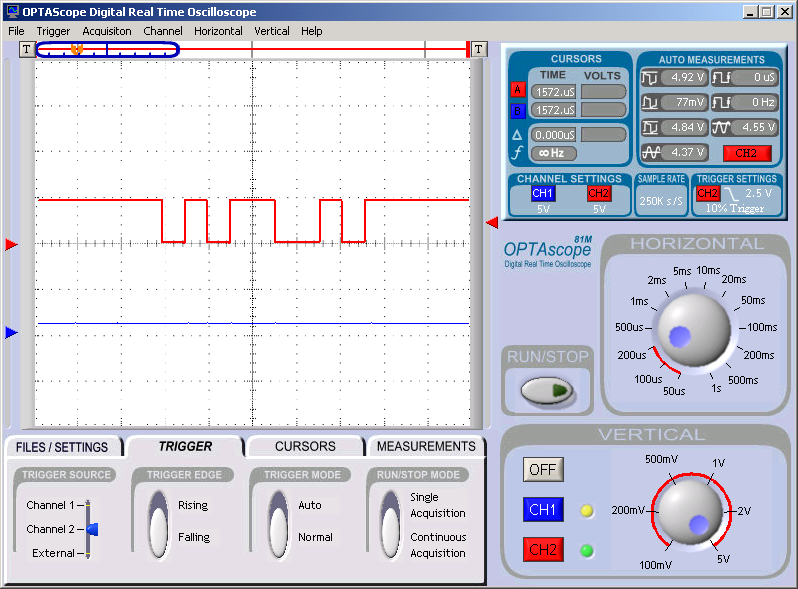 OPTAScope Digital Real Time Oscilloscope
File Trigger Acquisiton Channel Horizontal Vertical Help
T T
CURSORS
TIME VOLTS
A 1572.uS
B 1572.uS
Δ 0.000uS
f ∞Hz
AUTO MEASUREMENTS
4.92 V 0 uS
77mV 0 Hz
4.84 V 4.55 V
4.37 V CH2
CHANNEL SETTINGS
CH1 CH2
5V 5V
SAMPLE RATE
250K s/S
TRIGGER SETTINGS
CH2 2.5 V
10% Trigger
81M
OPTAscope
Digital Real Time Oscilloscope
RUN/STOP
HORIZONTAL
5mS 10mS
2ms 20mS
1ms 50mS
500uS 100mS
200uS 200mS
100uS 500mS
50uS 1s
VERTICAL
OFF
CH1
CH2
500mV 1V
200mV 2V
100mV 5V
FILES / SETTINGS TRIGGER CURSORS MEASUREMENTS
TRIGGER SOURCE
Channel 1
Channel 2
External
TRIGGER EDGE
Rising
Falling
TRIGGER MODE
Auto
Normal
RUN/STOP MODE
Single
Acquisition
Continuous
Acquisition